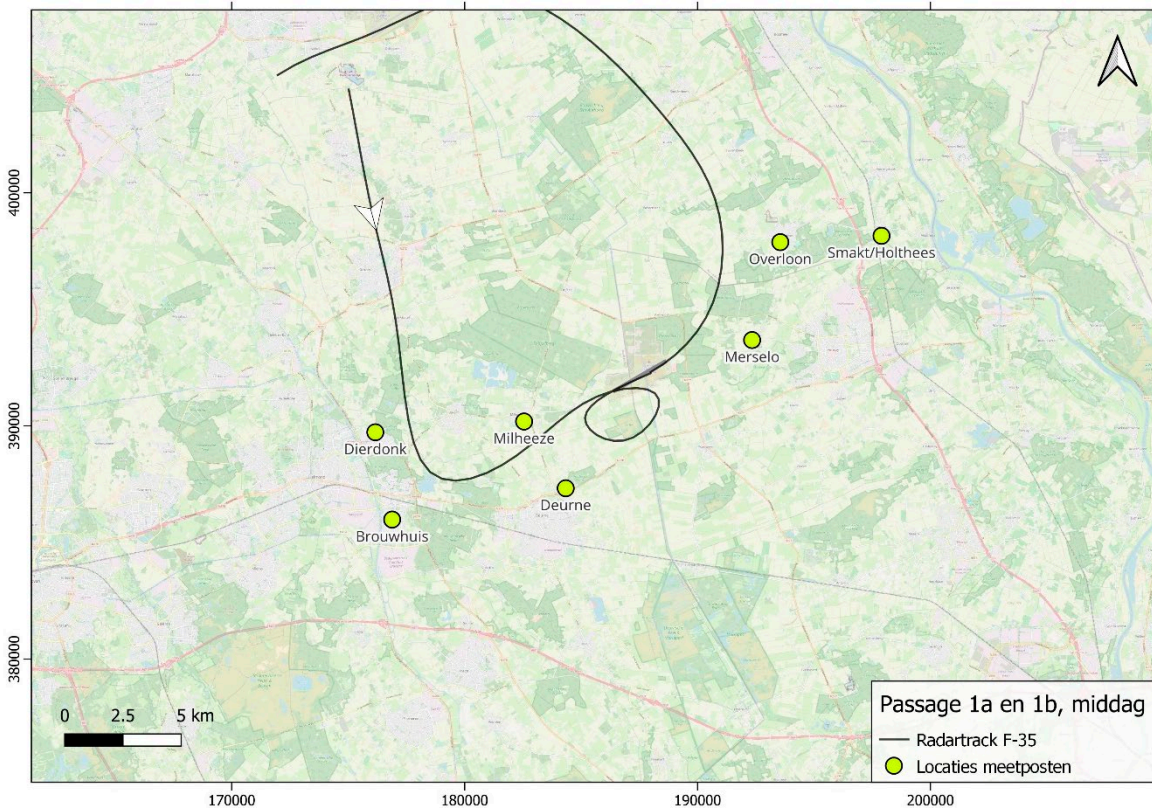 400000
390000
380000
Overloon
Smakt/Holthees
Merselo
Milheeze
Dierdonk
Deurne
Brouwhuis
0 2.5 5 km
Passage 1a en 1b, middag
Radartrack F-35
Locaties meetposten
170000 180000 190000 200000